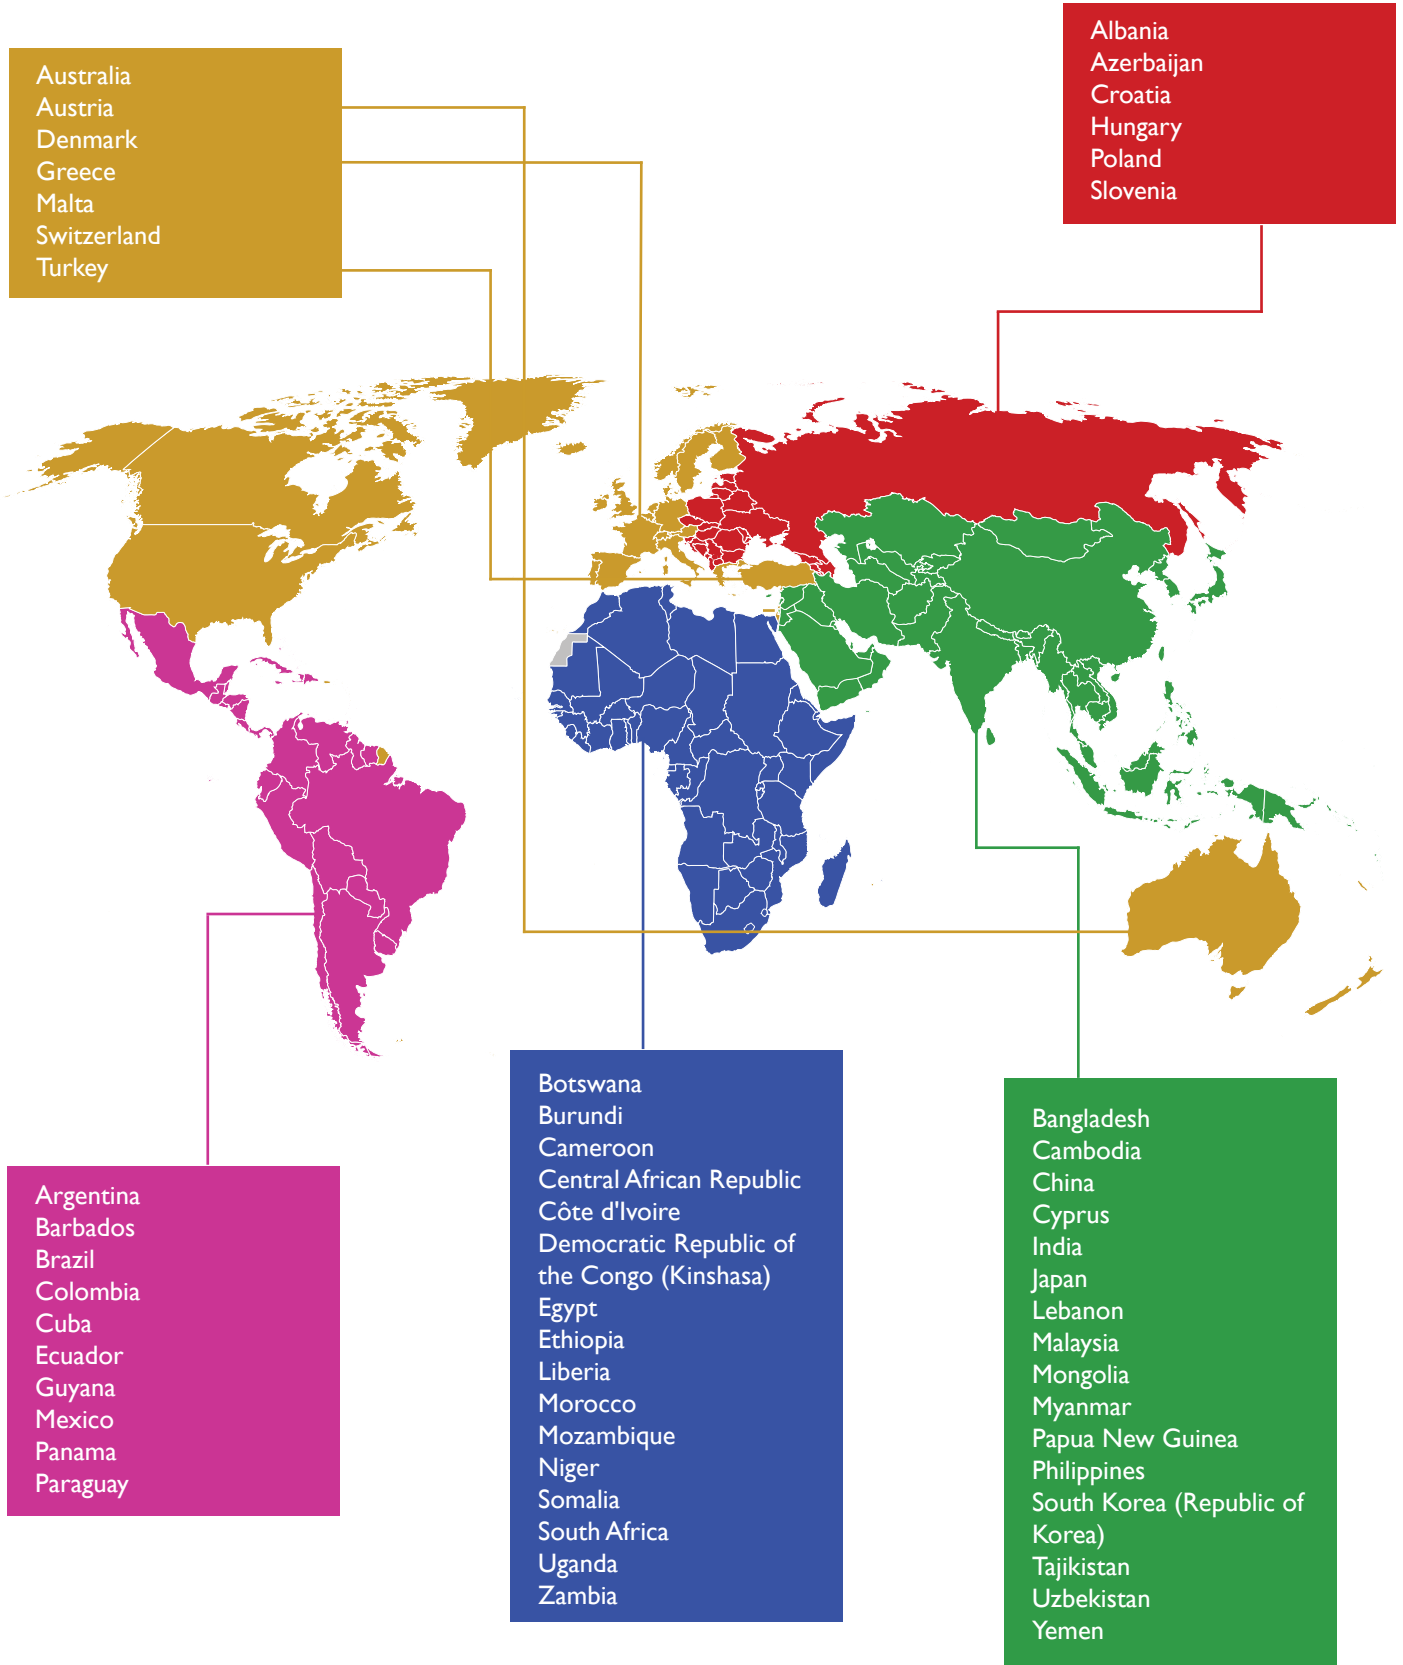 Australia
Austria
Denmark
Greece
Malta
Switzerland
Turkey
Albania
Azerbaijan
Croatia
Hungary
Poland
Slovenia
Argentina
Barbados
Brazil
Colombia
Cuba
Ecuador
Guyana
Mexico
Panama
Paraguay
Botswana
Burundi
Cameroon
Central African Republic
Côte d'Ivoire
Democratic Republic of
the Congo (Kinshasa)
Egypt
Ethiopia
Liberia
Morocco
Mozambique
Niger
Somalia
South Africa
Uganda
Zambia
Bangladesh
Cambodia
China
Cyprus
India
Japan
Lebanon
Malaysia
Mongolia
Myanmar
Papua New Guinea
Philippines
South Korea (Republic of
Korea)
Tajikistan
Uzbekistan
Yemen